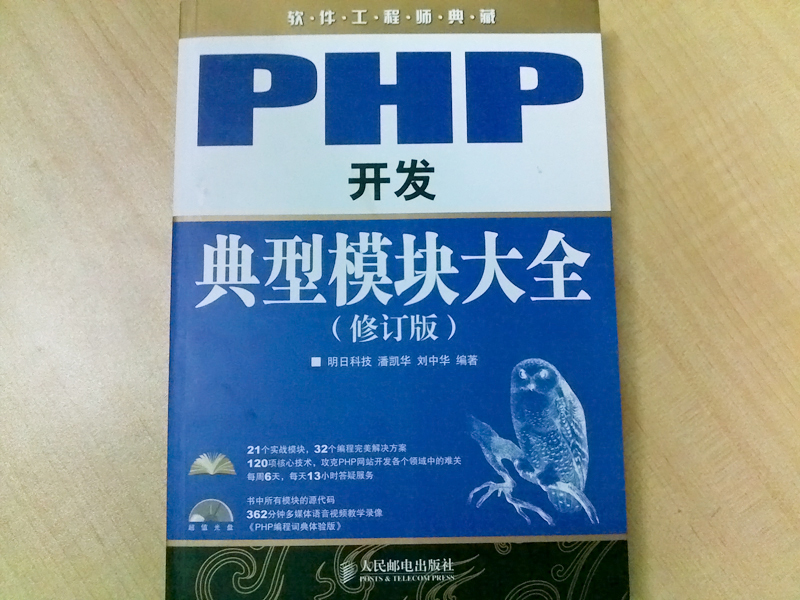 软·件·工·程·师·典·藏
PHP
开发
典型模块大全
（修订版）
■ 明日科技 潘凯华 刘中华 编著
21个实战模块，32个编程完美解决方案
120项核心技术，攻克PHP网站开发各个领域中的难关
每周6天，每天13小时答疑服务
书中所有模块的源代码
362分钟多媒体语音视频教学录像
《PHP编程词典体验版》
超值光盘
人民邮电出版社
POSTS & TELECOM PRESS